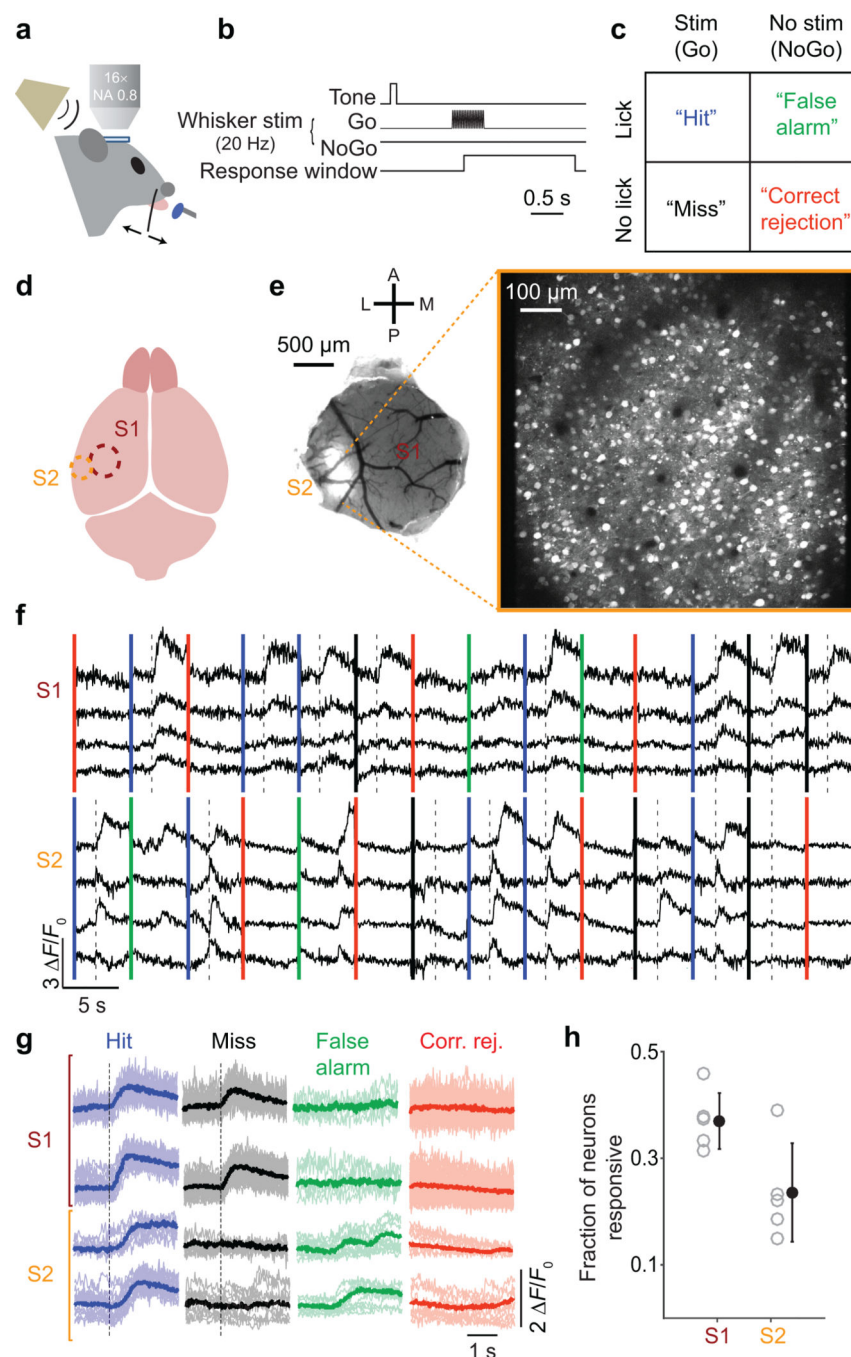 a
16×
NA 0.8
b
Tone
Whisker stim
(20 Hz)
Go
NoGo
Response window
0.5 s
c
Stim
(Go)
No stim
(NoGo)
Lick
“Hit”
“False
alarm”
No lick
“Miss”
“Correct
rejection”
d
S1
S2
e
A
L
M
P
500 µm
S1
S2
100 µm
f
S1
S2
3 ΔF/F0
5 s
g
Hit
Miss
False
alarm
Corr. rej.
S1
S2
2 ΔF/F0
1 s
h
Fraction of neurons
responsive
0.5
0.3
0.1
S1
S2